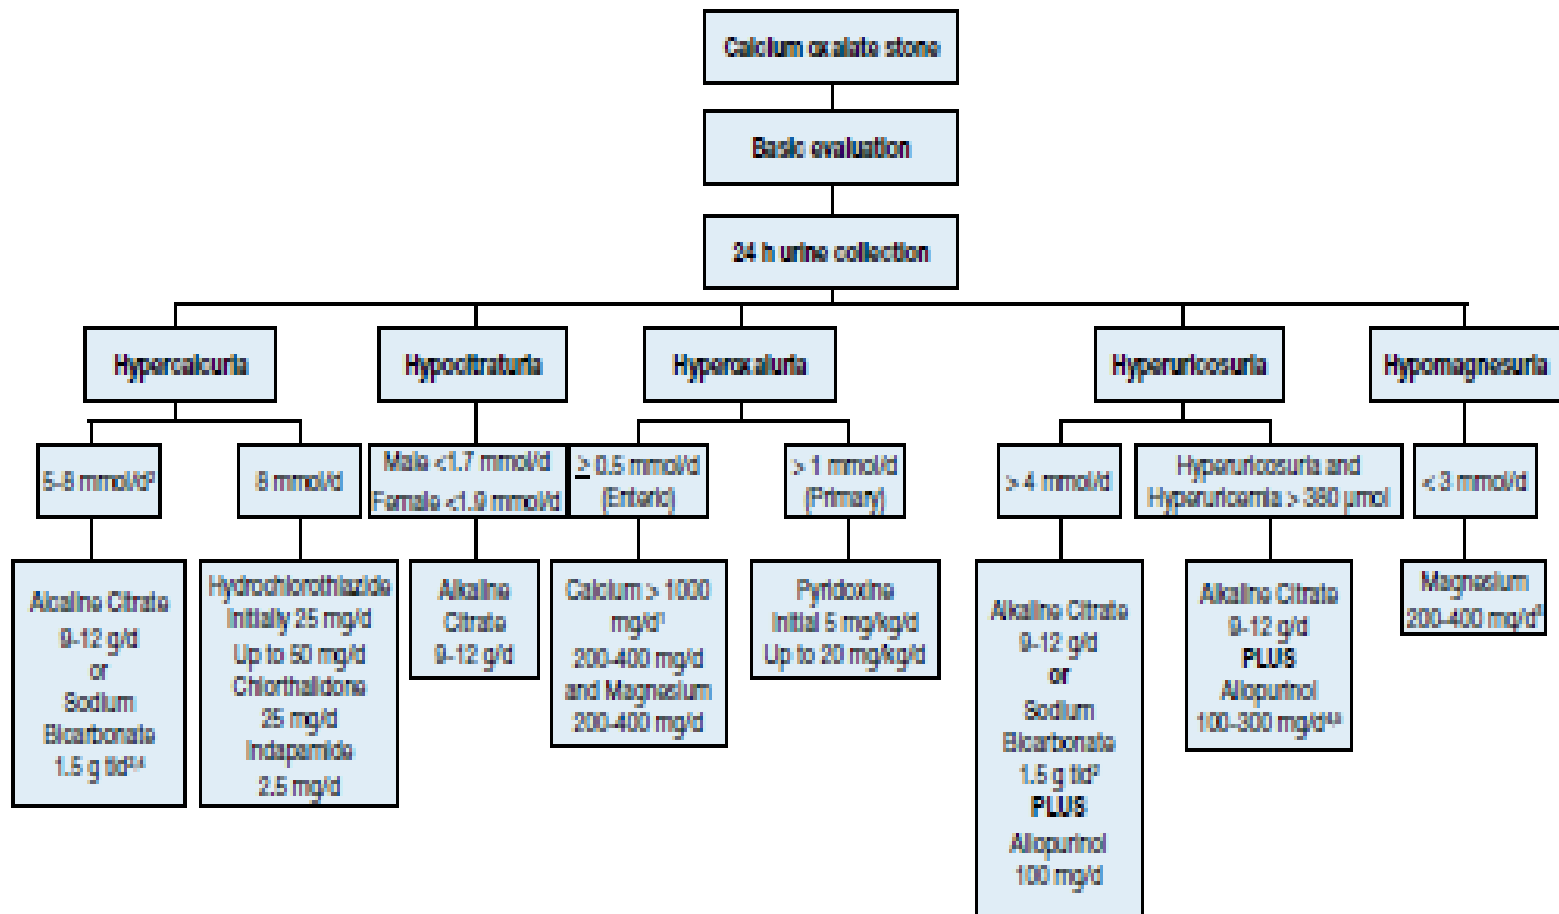 Calcium oxalate stone
Basic evaluation
24 h urine collection
Hypercalcuria
Hypocitraturia
Hyperoxaluria
Hyperuricosuria
Hypomagnesuria
5-8 mmol/d²
8 mmol/d
Male <1.7 mmol/d
Female <1.9 mmol/d
> 0.5 mmol/d
(Enteric)
> 1 mmol/d
(Primary)
> 4 mmol/d
Hyperuricosuria and
Hyperuricemia > 380 µmol
< 3 mmol/d
Alcaline Citrate
9-12 g/d
or
Sodium
Bicarbonate
1.5 g tid
Hydrochlorothiazide
Initially 25 mg/d
Up to 50 mg/d
Chlorthalidone
25 mg/d
Indapamide
2.5 mg/d
Alkaline
Citrate
9-12 g/d
Calcium > 1000
mg/d¹
200-400 mg/d
and Magnesium
200-400 mg/d
Pyridoxine
Initial 5 mg/kg/d
Up to 20 mg/kg/d
Alkaline Citrate
9-12 g/d
or
Sodium
Bicarbonate
1.5 g tid
PLUS
Allopurinol
100 mg/d
Alkaline Citrate
9-12 g/d
PLUS
Allopurinol
100-300 mg/d
Magnesium
200-400 mg/d